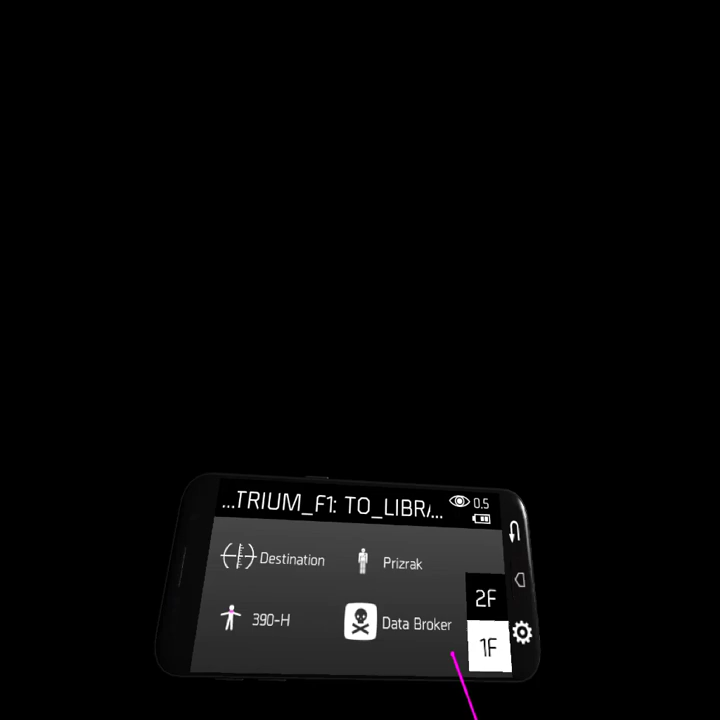 ...TRIUM_F1: TO_LIBR/...
0.5
Destination
Prizrak
390-H
Data Broker
2F
1F